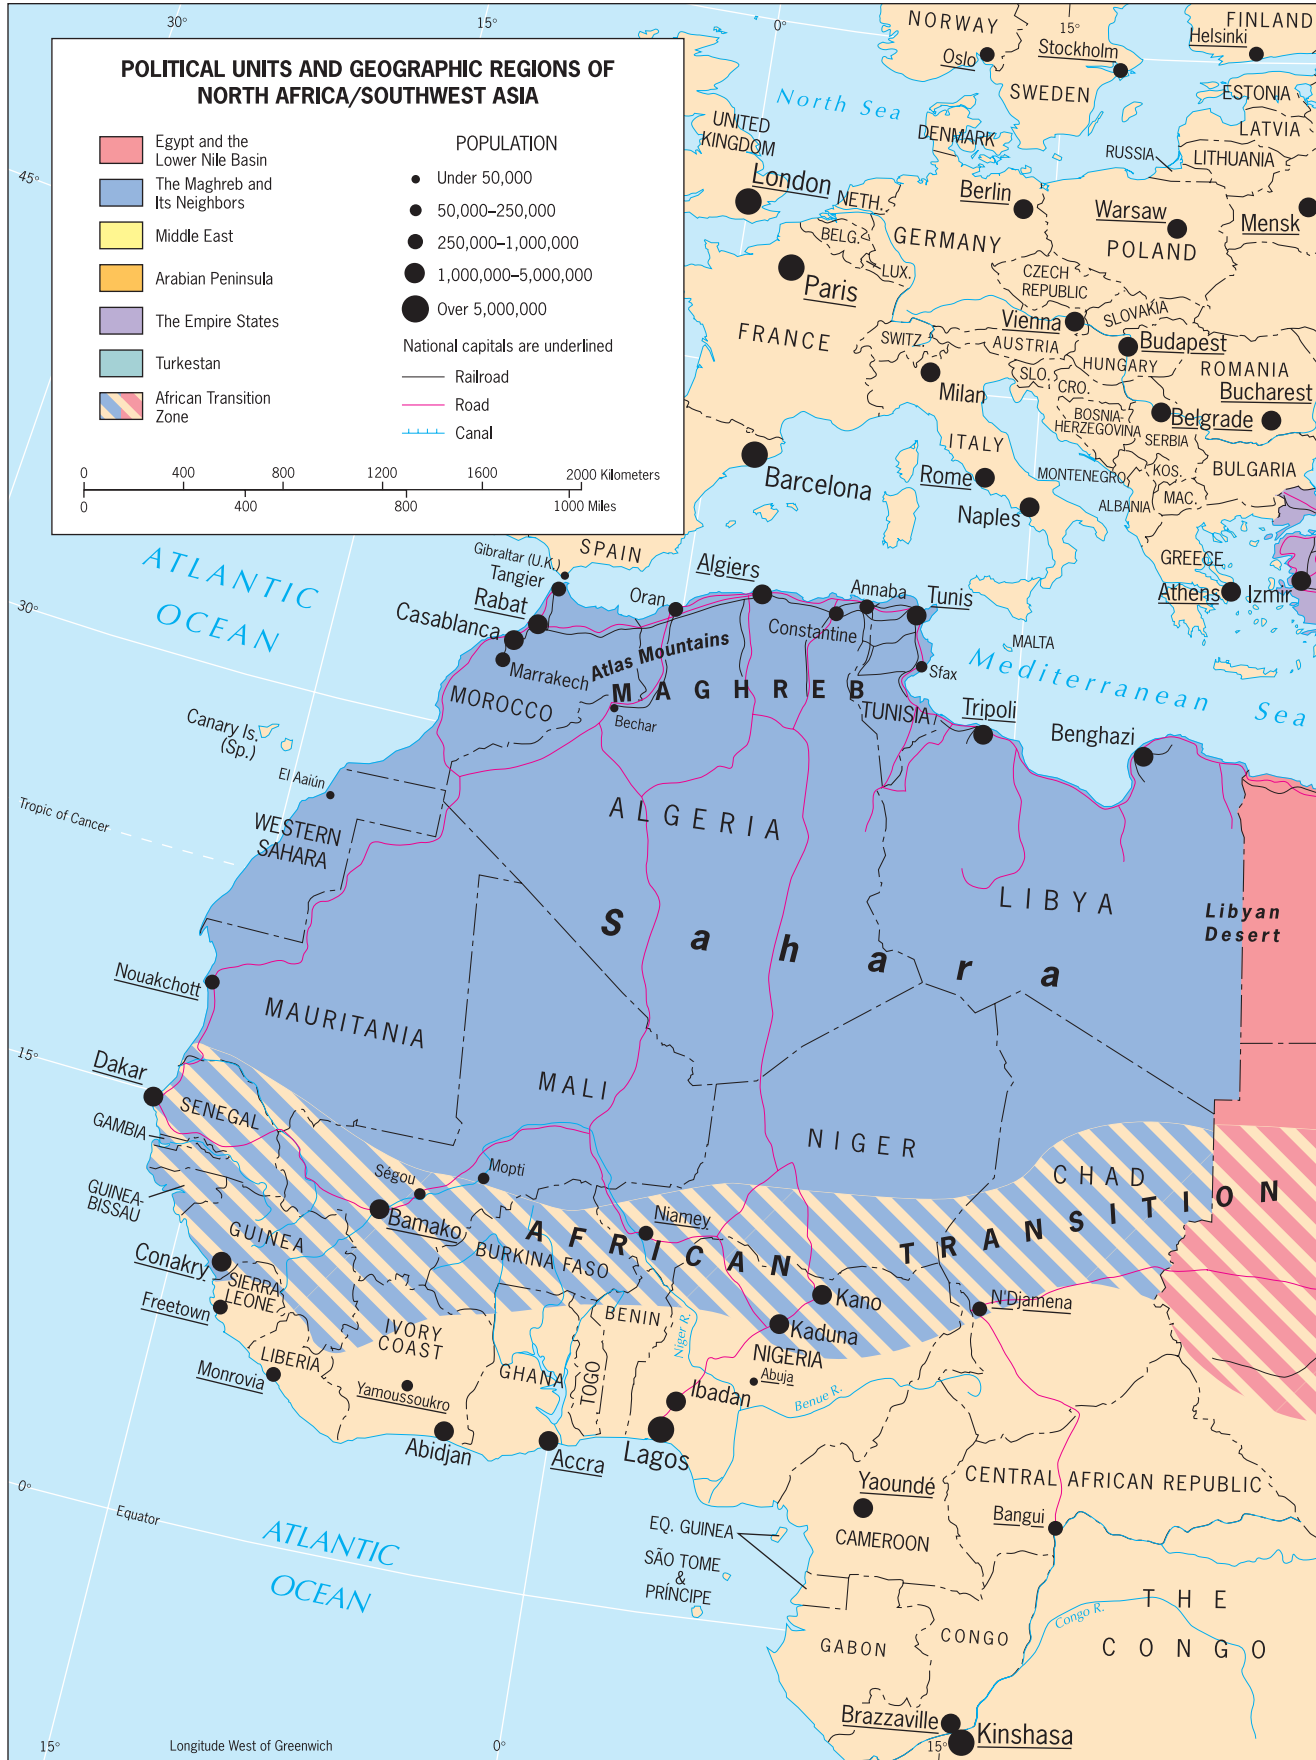 30°
15°
0°
15°
POLITICAL UNITS AND GEOGRAPHIC REGIONS OF
NORTH AFRICA/SOUTHWEST ASIA
Egypt and the
Lower Nile Basin
The Maghreb and
Its Neighbors
Middle East
Arabian Peninsula
The Empire States
Turkestan
African Transition
Zone
POPULATION
Under 50,000
50,000–250,000
250,000–1,000,000
1,000,000–5,000,000
Over 5,000,000
National capitals are underlined
Railroad
Road
Canal
0 400 800 1200 1600 2000 Kilometers
0 400 800 1000 Miles
NORWAY
FINLAND
Oslo
Stockholm
Helsinki
SWEDEN
ESTONIA
North Sea
LATVIA
UNITED
KINGDOM
DENMARK
RUSSIA
LITHUANIA
London
NETH.
Berlin
Warsaw
Mensk
BELG.
GERMANY
POLAND
LUX.
Paris
CZECH
REPUBLIC
FRANCE
Vienna
SLOVAKIA
SWITZ.
AUSTRIA
Budapest
HUNGARY
ROMANIA
SLO.
CRO.
Milan
Bucharest
BOSNIA-
HERZEGOVINA
Belgrade
SERBIA
ITALY
Barcelona
Rome
MONTENEGRO
KOS.
BULGARIA
ALBANIA
MAC.
Naples
GREECE
Athens
Izmir
45°
ATLANTIC
OCEAN
SPAIN
Gibraltar (U.K.)
Tangier
Algiers
Annaba
Tunis
Rabat
Oran
Casablanca
Constantine
Marrakech
Atlas Mountains
MALTA
Mediterranean Sea
Sfax
MAGHREB
MOROCCO
Bechar
TUNISIA
Tripoli
Benghazi
30°
Canary Is.
(Sp.)
El Aaiún
Tropic of Cancer
WESTERN
SAHARA
ALGERIA
LIBYA
Libyan
Desert
Sahara
Nouakchott
MAURITANIA
15°
Dakar
MALI
NIGER
CHAD
SENEGAL
GAMBIA
Ségou
Mopti
GUINEA-
BISSAU
Bamako
Niamey
AFRICAN TRANSITION
GUINEA
BURKINA FASO
Conakry
SIERRA
LEONE
Freetown
BENIN
Kano
N'Djamena
Niger R.
Kaduna
IVORY
COAST
NIGERIA
LIBERIA
GHANA
TOGO
Abuja
Monrovia
Yamoussoukro
Ibadan
Benue R.
Abidjan
Accra
Lagos
CENTRAL AFRICAN REPUBLIC
Yaoundé
0°
Equator
ATLANTIC
OCEAN
EQ. GUINEA
CAMEROON
Bangui
SÃO TOME
&
PRÍNCIPE
THE
CONGO
Congo R.
GABON
CONGO
Brazzaville
Kinshasa
15°
Longitude West of Greenwich
0°
15°